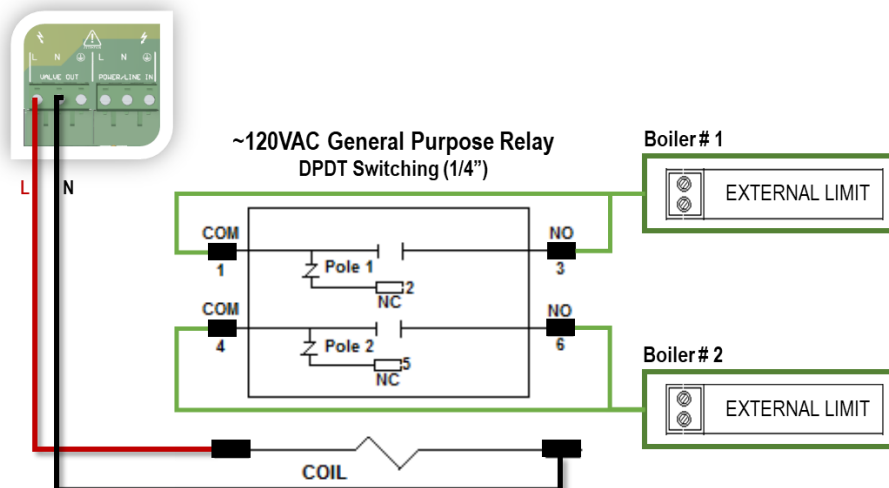 L N L N
VALVE OUT POWER/LINE IN
L N
~120VAC General Purpose Relay
DPDT Switching (1/4”)
Boiler # 1
EXTERNAL LIMIT
COM NO
1 Pole 1 3
2
NC
COM NO
4 Pole 2 6
5
NC
Boiler # 2
EXTERNAL LIMIT
COIL